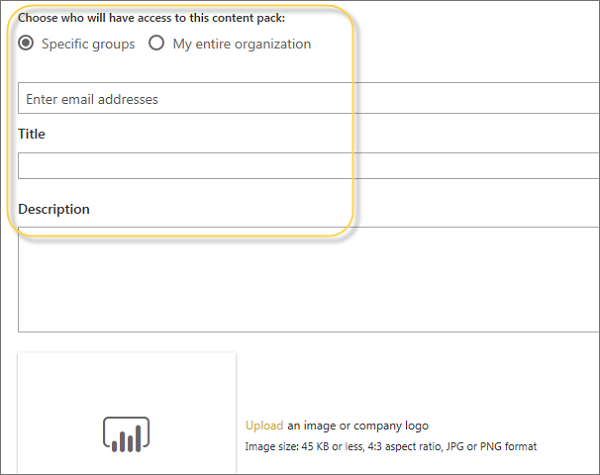 Choose who will have access to this content pack:
Specific groups My entire organization
Enter email addresses
Title
Description
Upload an image or company logo
Image size: 45 KB or less, 4:3 aspect ratio, JPG or PNG format